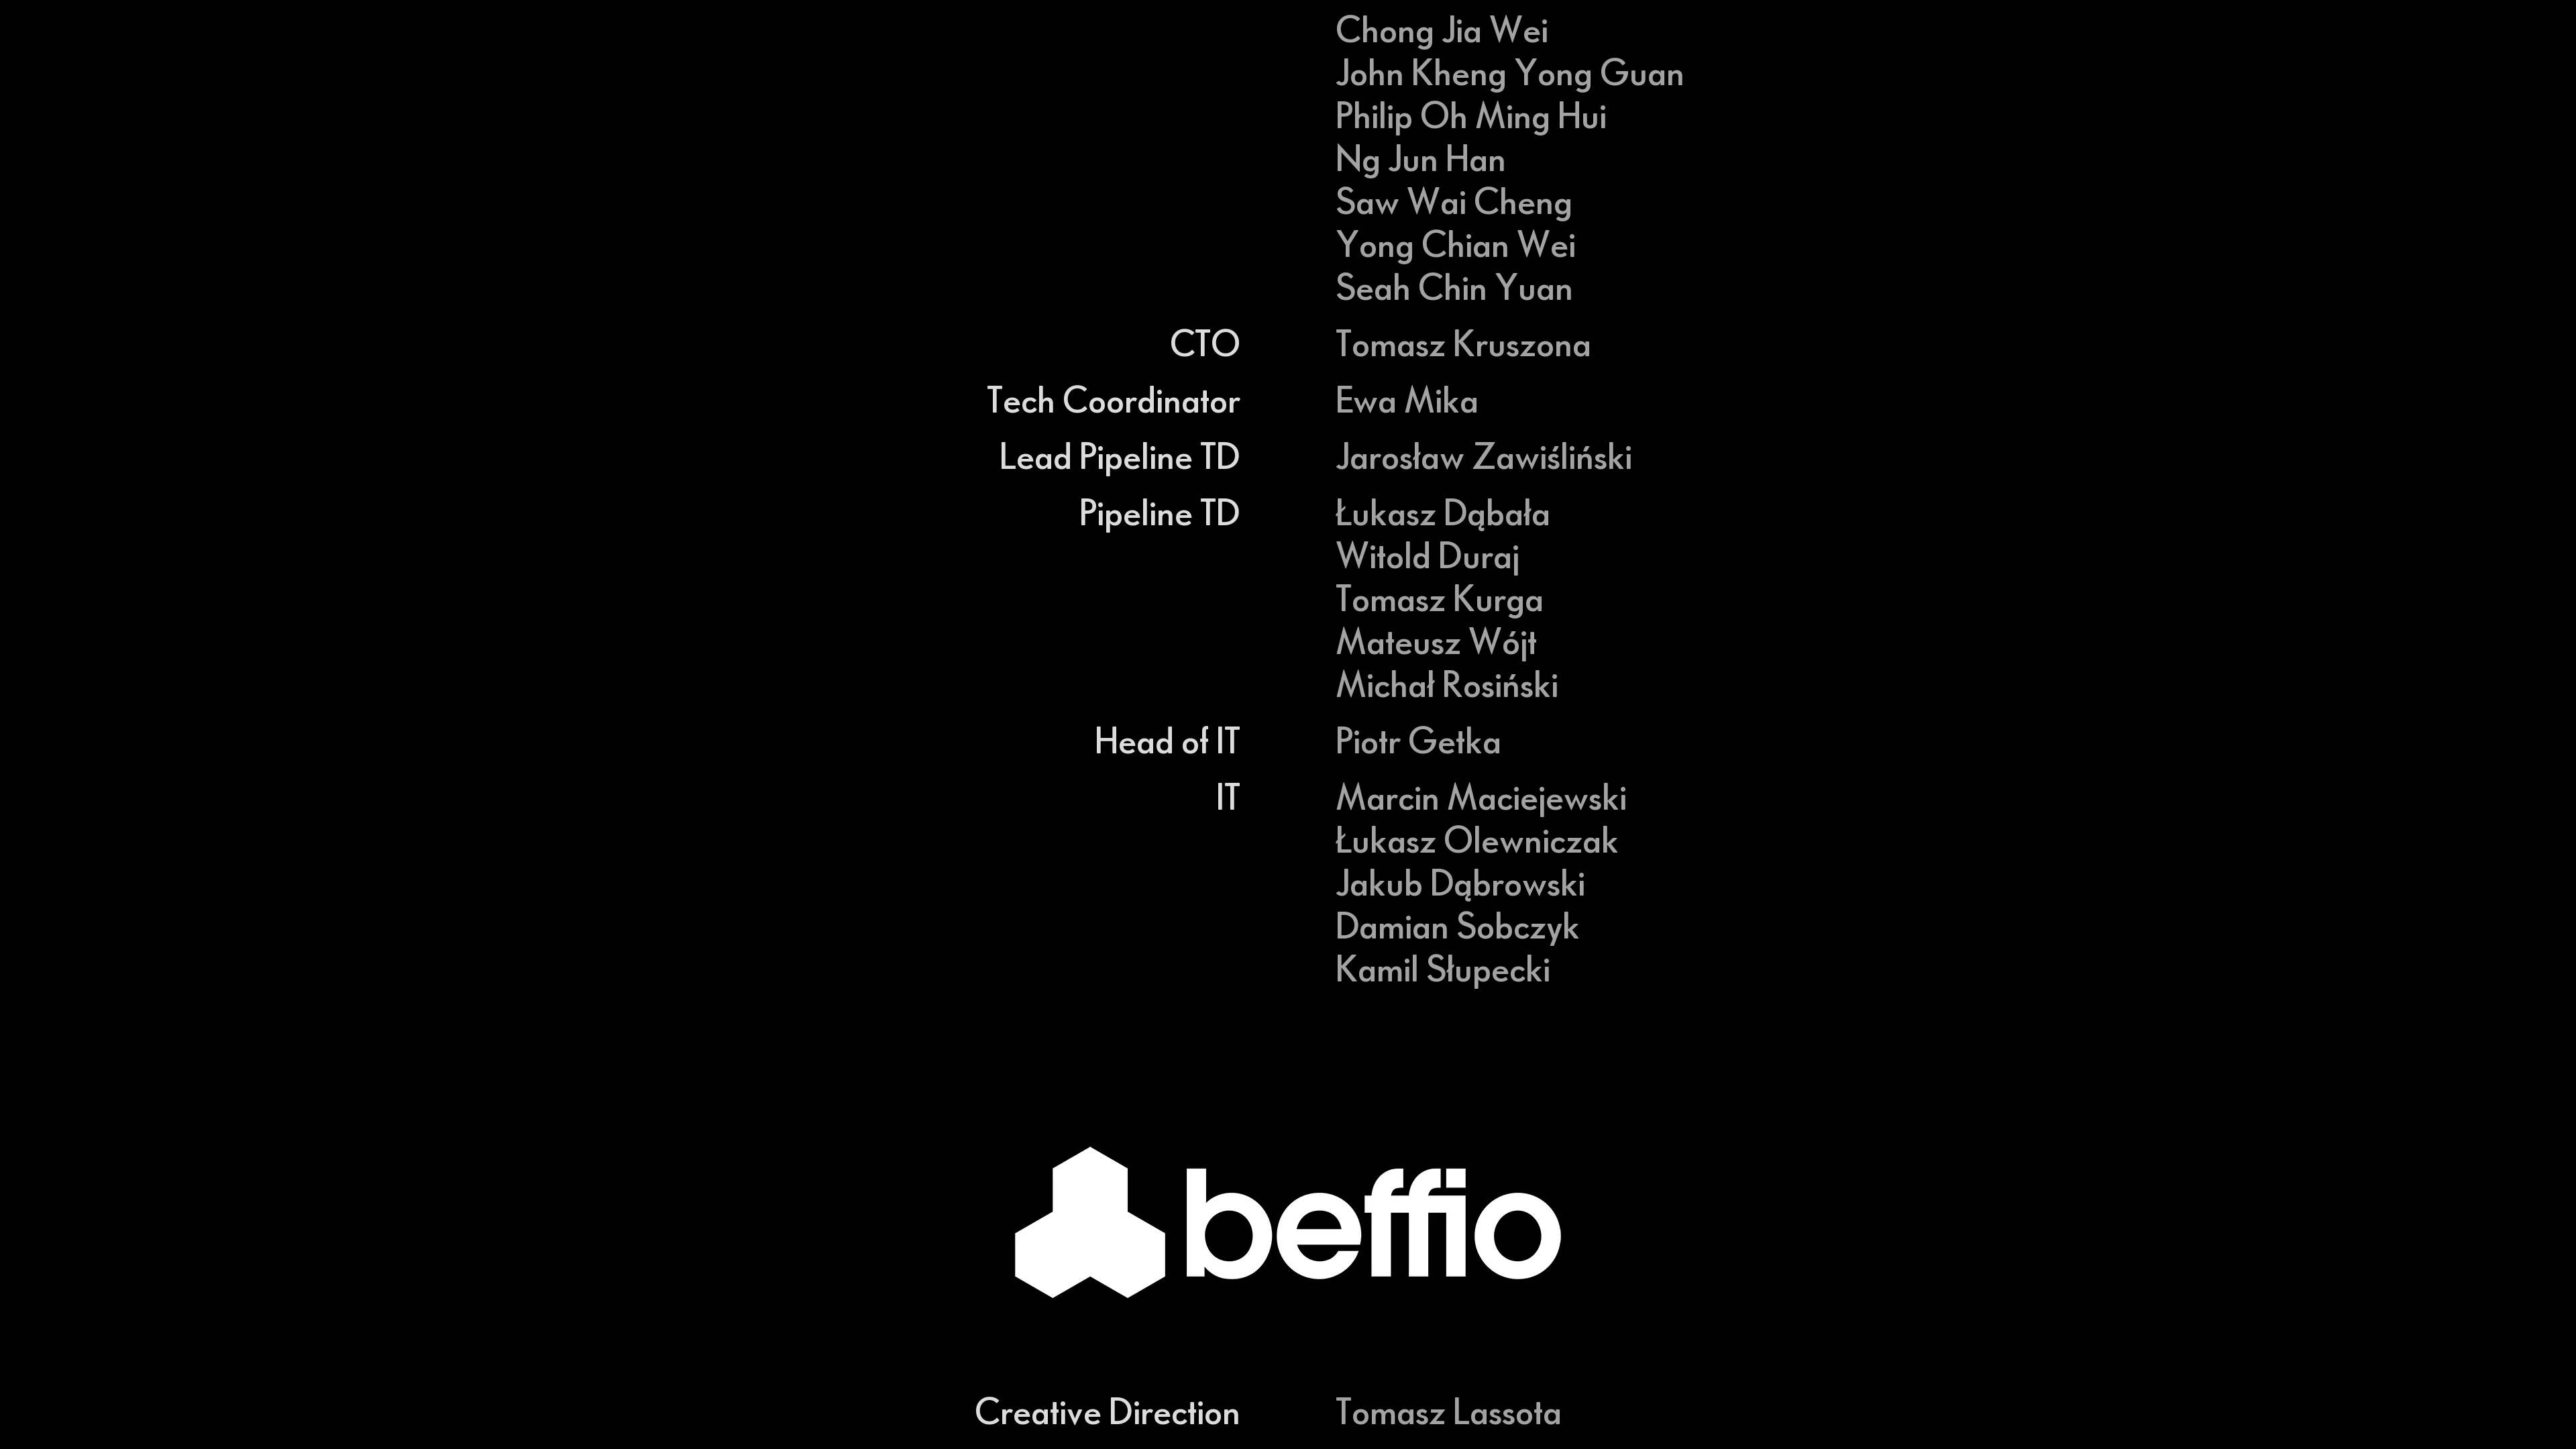 Chong Jia Wei
John Kheng Yong Guan
Philip Oh Ming Hui
Ng Jun Han
Saw Wai Cheng
Yong Chian Wei
Seah Chin Yuan
CTO Tomasz Kruszona
Tech Coordinator Ewa Mika
Lead Pipeline TD Jarosław Zawiśliński
Pipeline TD Łukasz Dąbała
Witold Duraj
Tomasz Kurga
Mateusz Wójt
Michał Rosiński
Head of IT Piotr Getka
IT Marcin Maciejewski
Łukasz Olewniczak
Jakub Dąbrowski
Damian Sobczyk
Kamil Słupecki
beffio
Creative Direction Tomasz Lassota